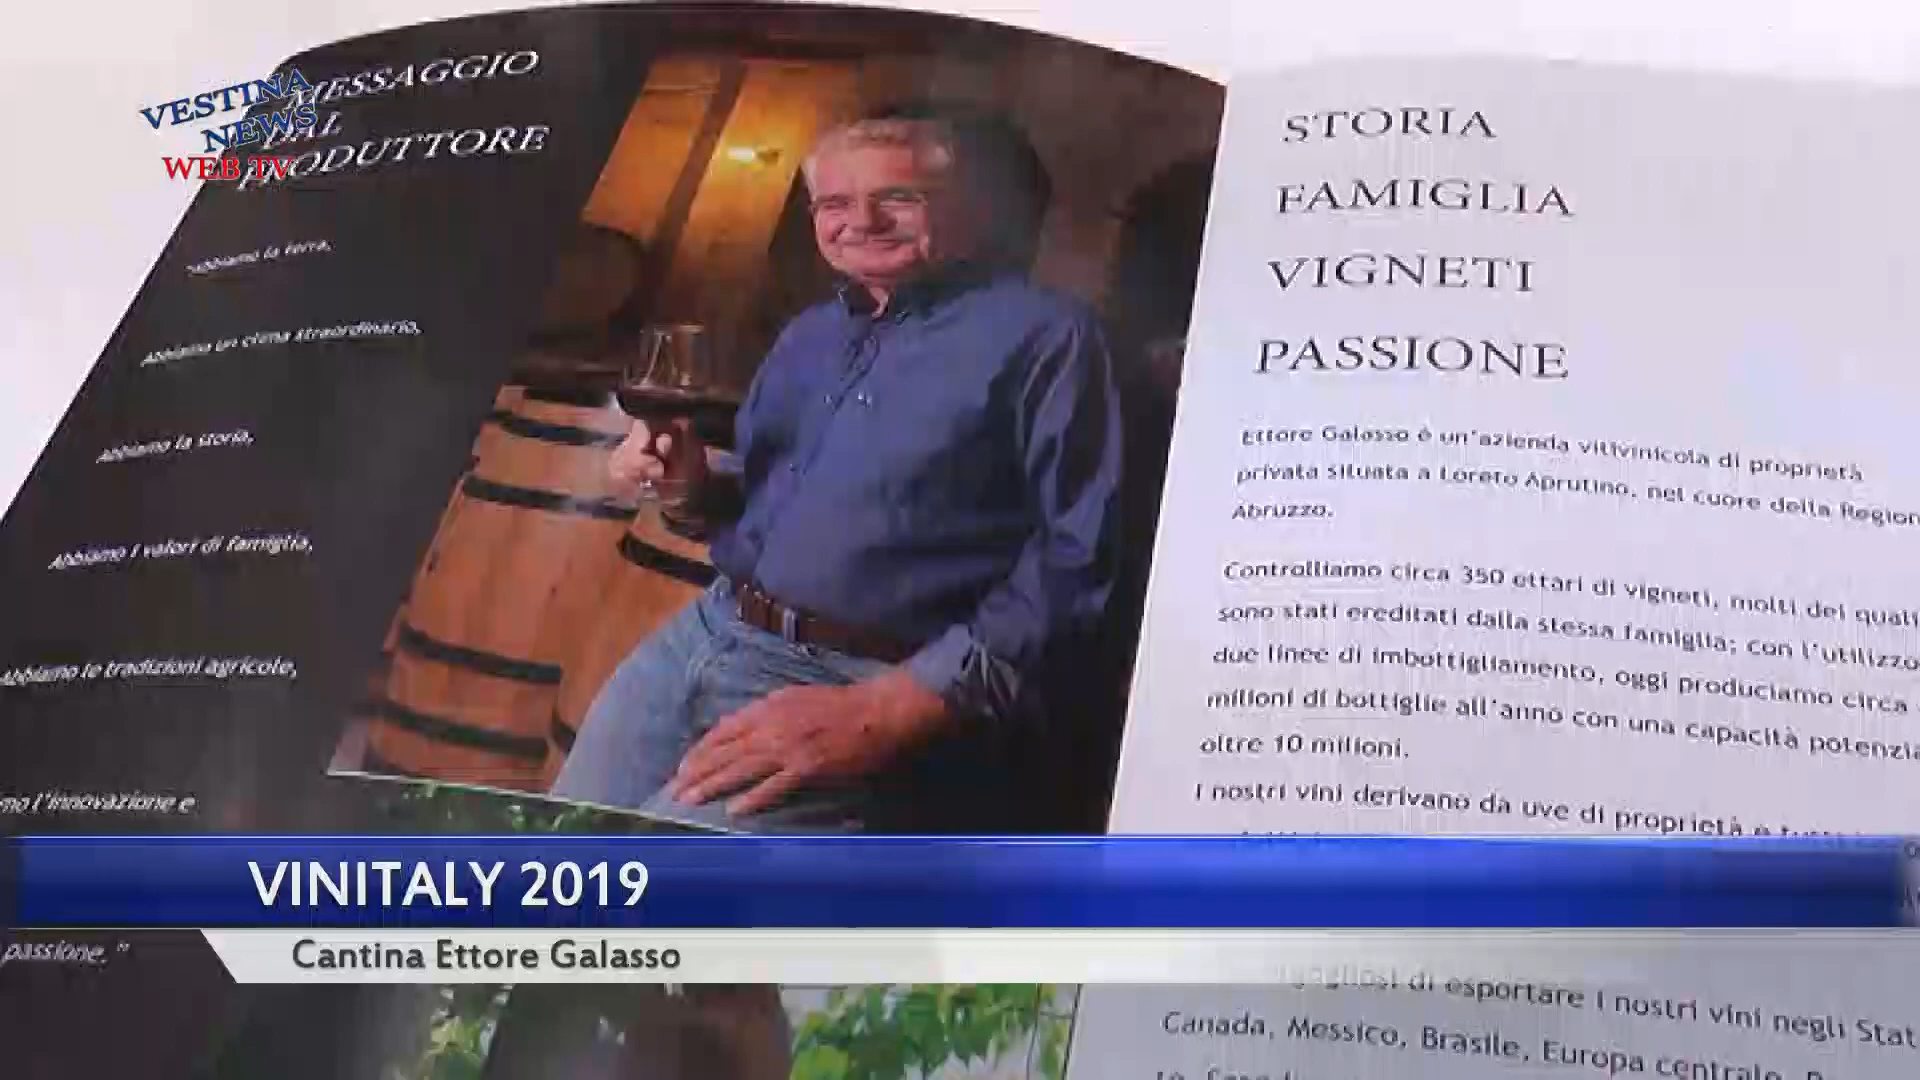 VESTINA
NEWS
WEB TV
MESSAGGIO
DAL
PRODUTTORE
"Abbiamo la terra,
Abbiamo un clima straordinario,
Abbiamo la storia,
Abbiamo i valori di famiglia,
Abbiamo le tradizioni agricole,
mo l'innovazione e
passione."
STORIA
FAMIGLIA
VIGNETI
PASSIONE
Ettore Galasso è un'azienda vitivinicola di proprietà
privata situata a Loreto Aprutino, nel cuore della Region
Abruzzo.
Controlliamo circa 350 ettari di vigneti, molti dei quali
sono stati ereditati dalla stessa famiglia; con l'utilizzo
due linee di imbottigliamento, oggi produciamo circa
milioni di bottiglie all'anno con una capacità potenzia
oltre 10 milioni.
I nostri vini derivano da uve di proprietà e
di esportare i nostri vini negli Stat
Canada, Messico, Brasile, Europa centrale,
VINITALY 2019
Cantina Ettore Galasso